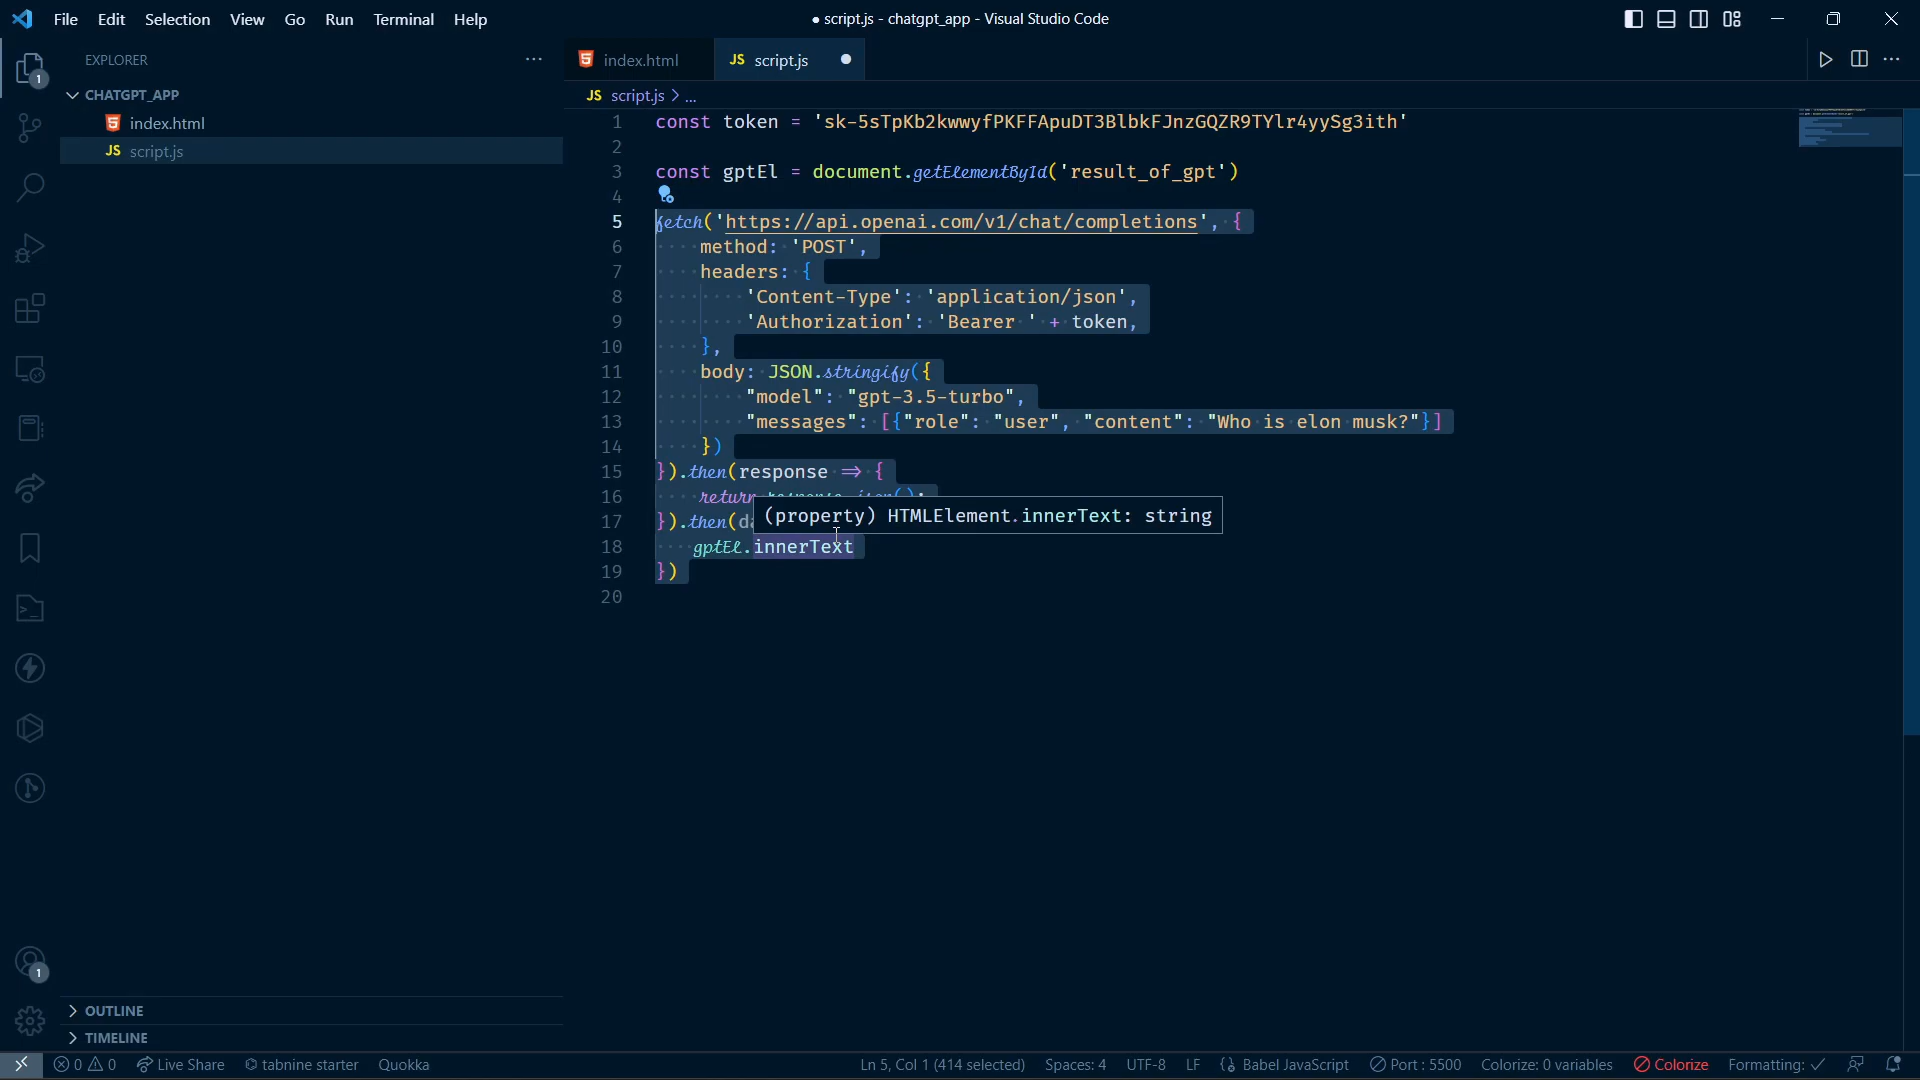 File Edit Selection View Go Run Terminal Help
● script.js - chatgpt_app - Visual Studio Code
EXPLORER
CHATGPT_APP
index.html
JS script.js
1
1
OUTLINE
TIMELINE
index.html
JS script.js
JS script.js > ...
1 const token = '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'
2
3 const gptEl = document.getElementById('result_of_gpt')
4
5 fetch('https://api.openai.com/v1/chat/completions', {
6 method: 'POST',
7 headers: {
8 'Content-Type': 'application/json',
9 'Authorization': 'Bearer ' + token,
10 },
11 body: JSON.stringify({
12 "model": "gpt-3.5-turbo",
13 "messages": [{"role": "user", "content": "Who is elon musk?"}]
14 })
15 }).then(response => {
16 return response.json();
17 }).then(da
(property) HTMLElement.innerText: string
18 gptEl.innerText
19 })
20
0 0 Live Share tabnine starter Quokka
Ln 5, Col 1 (414 selected) Spaces: 4 UTF-8 LF {} Babel JavaScript Port : 5500 Colorize: 0 variables Colorize Formatting: ✓